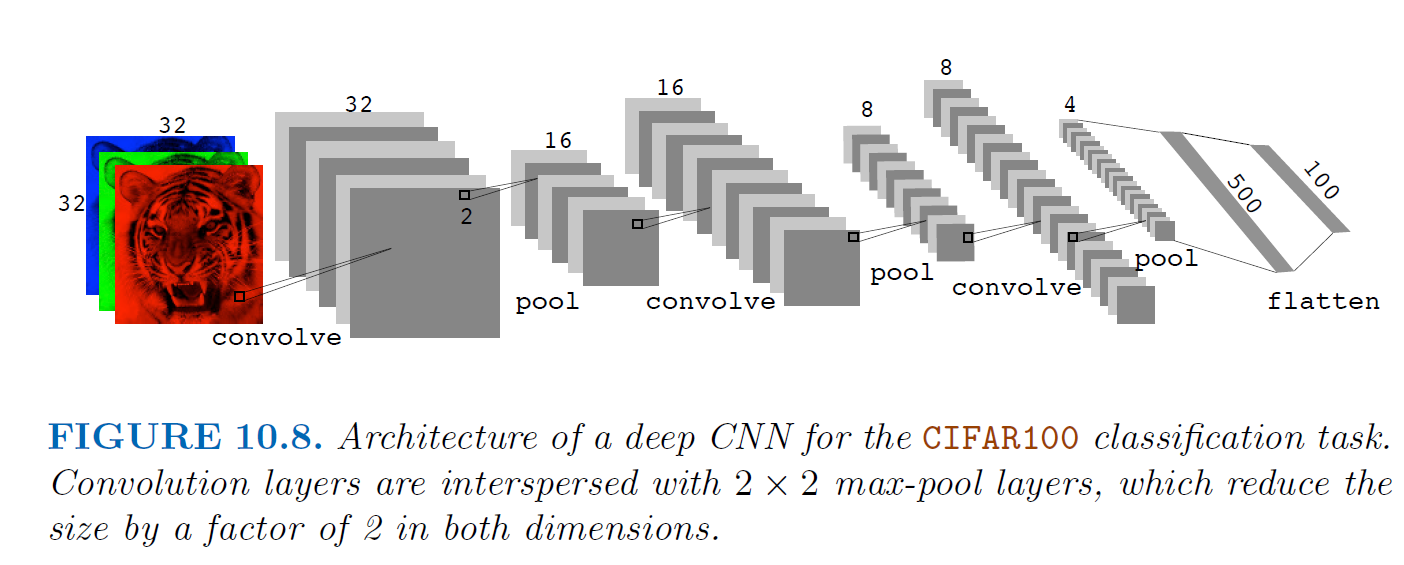 32
32
convolve
32
2
16
pool
16
convolve
8
pool
8
convolve
4
pool
500
100
flatten
FIGURE 10.8. Architecture of a deep CNN for the CIFAR100 classification task.
Convolution layers are interspersed with 2 × 2 max-pool layers, which reduce the
size by a factor of 2 in both dimensions.